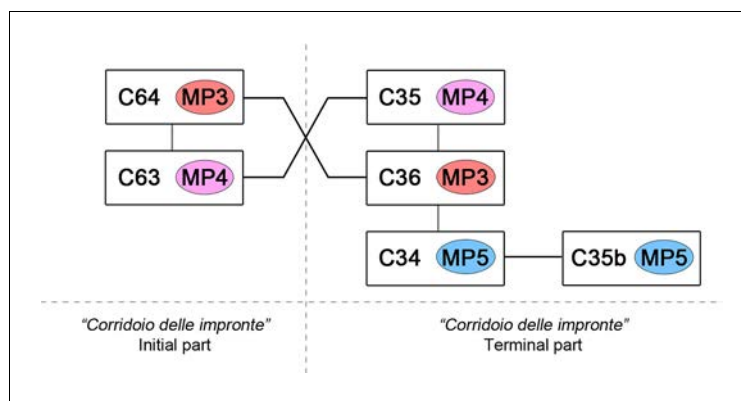 C64 MP3
C35 MP4
C63 MP4
C36 MP3
C34 MP5
C35b MP5
“Corridoio delle impronte”
Initial part
“Corridoio delle impronte”
Terminal part